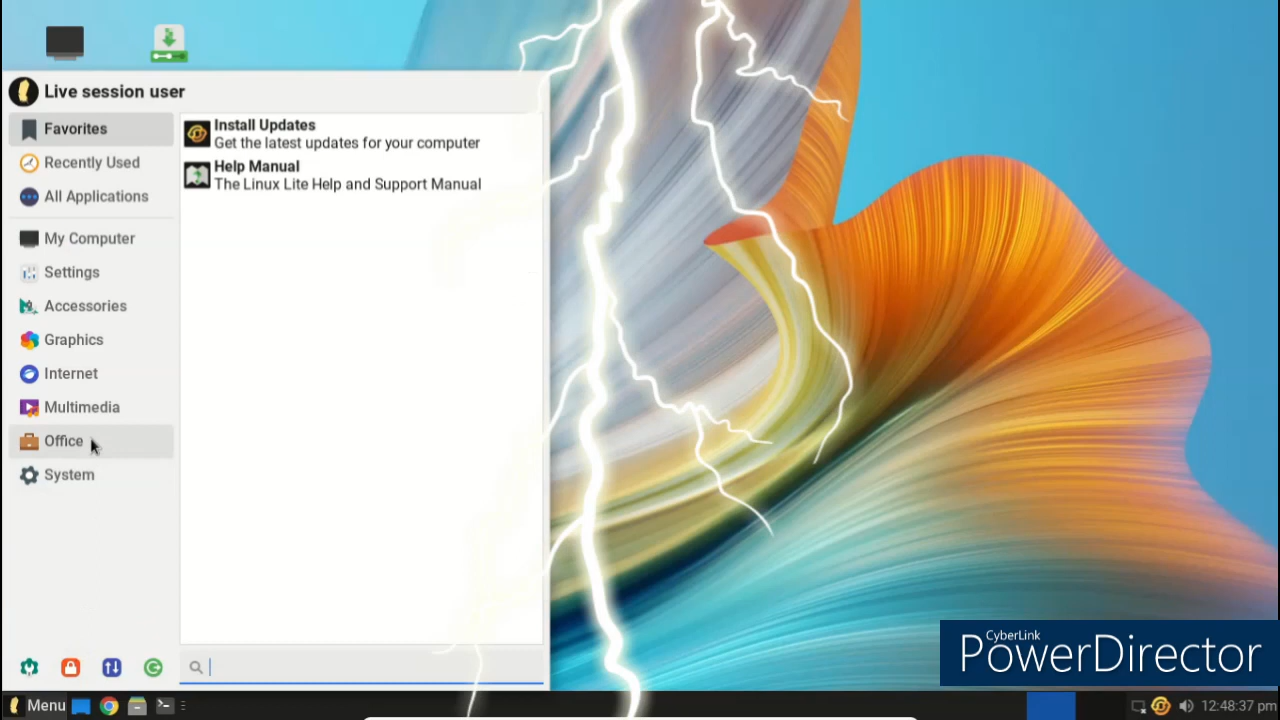 Live session user
Favorites
Recently Used
All Applications
My Computer
Settings
Accessories
Graphics
Internet
Multimedia
Office
System
Install Updates
Get the latest updates for your computer
Help Manual
The Linux Lite Help and Support Manual
CyberLink
PowerDirector
Menu
12:48:37 pm